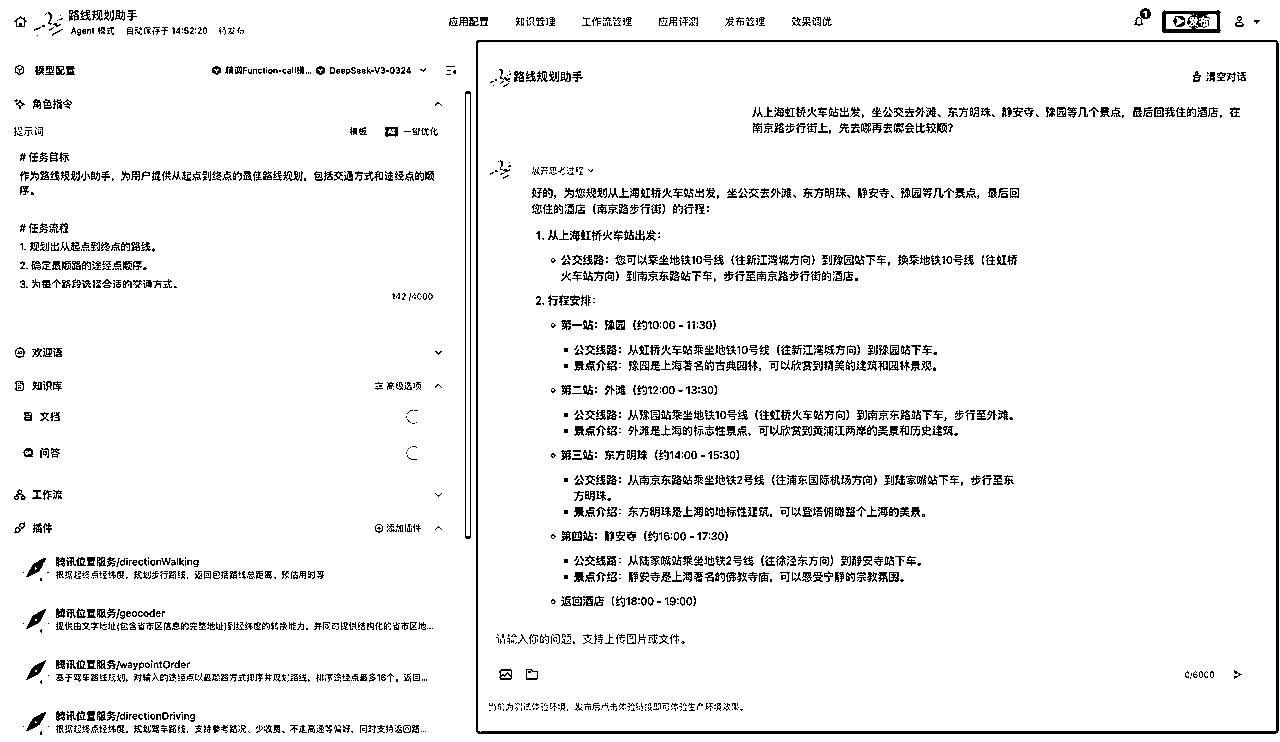 路线规划助手
Agent 模式 自动保存于 14:52:20 待发布
应用配置 知识管理 工作流管理 应用评测 发布管理 效果调优
1
发布
模型配置
精调Function-call模... DeepSeek-V3-0324
角色指令
提示词
模板 AI 一键优化
# 任务目标
作为路线规划小助手，为用户提供从起点到终点的最佳路线规划，包括交通方式和途经点的顺
序。
# 任务流程
1. 规划出从起点到终点的路线。
2. 确定最顺路的途经点顺序。
3. 为每个路段选择合适的交通方式。
142 /4000
欢迎语
知识库 高级选项
文档
问答
工作流
插件 添加插件
腾讯位置服务/directionWalking
根据起终点经纬度，规划步行路线，返回包括路线总距离、预估用时等
腾讯位置服务/geocoder
提供由文字地址(包含省市区信息的完整地址)到经纬度的转换能力，并同时提供结构化的省市区地...
腾讯位置服务/waypointOrder
基于驾车路线规划，对输入的途经点以最顺路方式排序并规划路线，排序途经点最多16个。返回...
腾讯位置服务/directionDriving
根据起终点经纬度，规划驾车路线，支持参考路况、少收费、不走高速等偏好，同时支持返回路...
路线规划助手
清空对话
从上海虹桥火车站出发，坐公交去外滩、东方明珠、静安寺、豫园等几个景点，最后回我住的酒店，在
南京路步行街上，先去哪再去哪会比较顺？
展开思考过程
好的，为您规划从上海虹桥火车站出发，坐公交去外滩、东方明珠、静安寺、豫园等几个景点，最后回
您住的酒店（南京路步行街）的行程：
1. 从上海虹桥火车站出发：
公交线路：您可以乘坐地铁10号线（往新江湾城方向）到豫园站下车，换乘地铁10号线（往虹桥
火车站方向）到南京东路站下车，步行至南京路步行街的酒店。
2. 行程安排：
第一站：豫园（约10:00 - 11:30）
公交线路：从虹桥火车站乘坐地铁10号线（往新江湾城方向）到豫园站下车。
景点介绍：豫园是上海著名的古典园林，可以欣赏到精美的建筑和园林景观。
第二站：外滩（约12:00 - 13:30）
公交线路：从豫园站乘坐地铁10号线（往虹桥火车站方向）到南京东路站下车，步行至外滩。
景点介绍：外滩是上海的标志性景点，可以欣赏到黄浦江两岸的美景和历史建筑。
第三站：东方明珠（约14:00 - 15:30）
公交线路：从南京东路站乘坐地铁2号线（往浦东国际机场方向）到陆家嘴站下车，步行至东
方明珠。
景点介绍：东方明珠是上海的地标性建筑，可以登塔俯瞰整个上海的美景。
第四站：静安寺（约16:00 - 17:30）
公交线路：从陆家嘴站乘坐地铁2号线（往徐泾东方向）到静安寺站下车。
景点介绍：静安寺是上海著名的佛教寺庙，可以感受宁静的宗教氛围。
返回酒店（约18:00 - 19:00）
请输入你的问题，支持上传图片或文件。
0/6000
当前为测试体验环境，发布后点击体验链接即可体验生产环境效果。